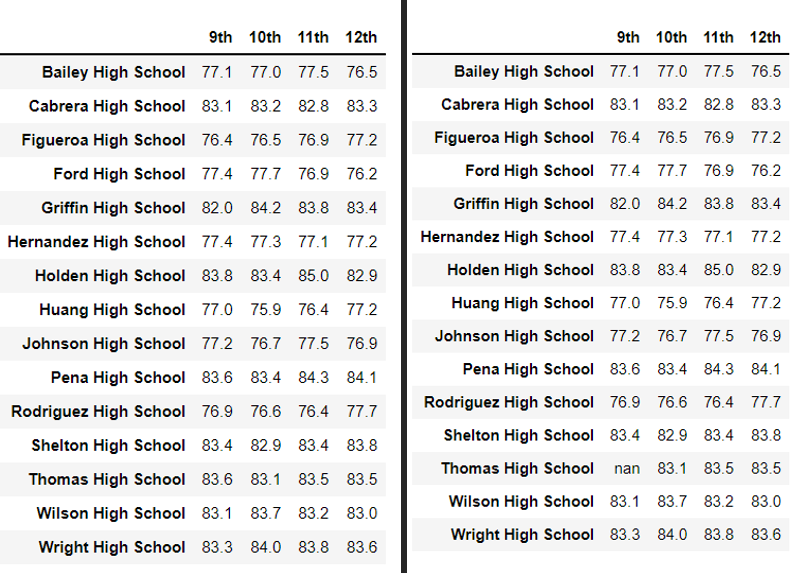 9th 10th 11th 12th
Bailey High School 77.1 77.0 77.5 76.5
Cabrera High School 83.1 83.2 82.8 83.3
Figueroa High School 76.4 76.5 76.9 77.2
Ford High School 77.4 77.7 76.9 76.2
Griffin High School 82.0 84.2 83.8 83.4
Hernandez High School 77.4 77.3 77.1 77.2
Holden High School 83.8 83.4 85.0 82.9
Huang High School 77.0 75.9 76.4 77.2
Johnson High School 77.2 76.7 77.5 76.9
Pena High School 83.6 83.4 84.3 84.1
Rodriguez High School 76.9 76.6 76.4 77.7
Shelton High School 83.4 82.9 83.4 83.8
Thomas High School 83.6 83.1 83.5 83.5
Wilson High School 83.1 83.7 83.2 83.0
Wright High School 83.3 84.0 83.8 83.6
9th 10th 11th 12th
Bailey High School 77.1 77.0 77.5 76.5
Cabrera High School 83.1 83.2 82.8 83.3
Figueroa High School 76.4 76.5 76.9 77.2
Ford High School 77.4 77.7 76.9 76.2
Griffin High School 82.0 84.2 83.8 83.4
Hernandez High School 77.4 77.3 77.1 77.2
Holden High School 83.8 83.4 85.0 82.9
Huang High School 77.0 75.9 76.4 77.2
Johnson High School 77.2 76.7 77.5 76.9
Pena High School 83.6 83.4 84.3 84.1
Rodriguez High School 76.9 76.6 76.4 77.7
Shelton High School 83.4 82.9 83.4 83.8
Thomas High School nan 83.1 83.5 83.5
Wilson High School 83.1 83.7 83.2 83.0
Wright High School 83.3 84.0 83.8 83.6